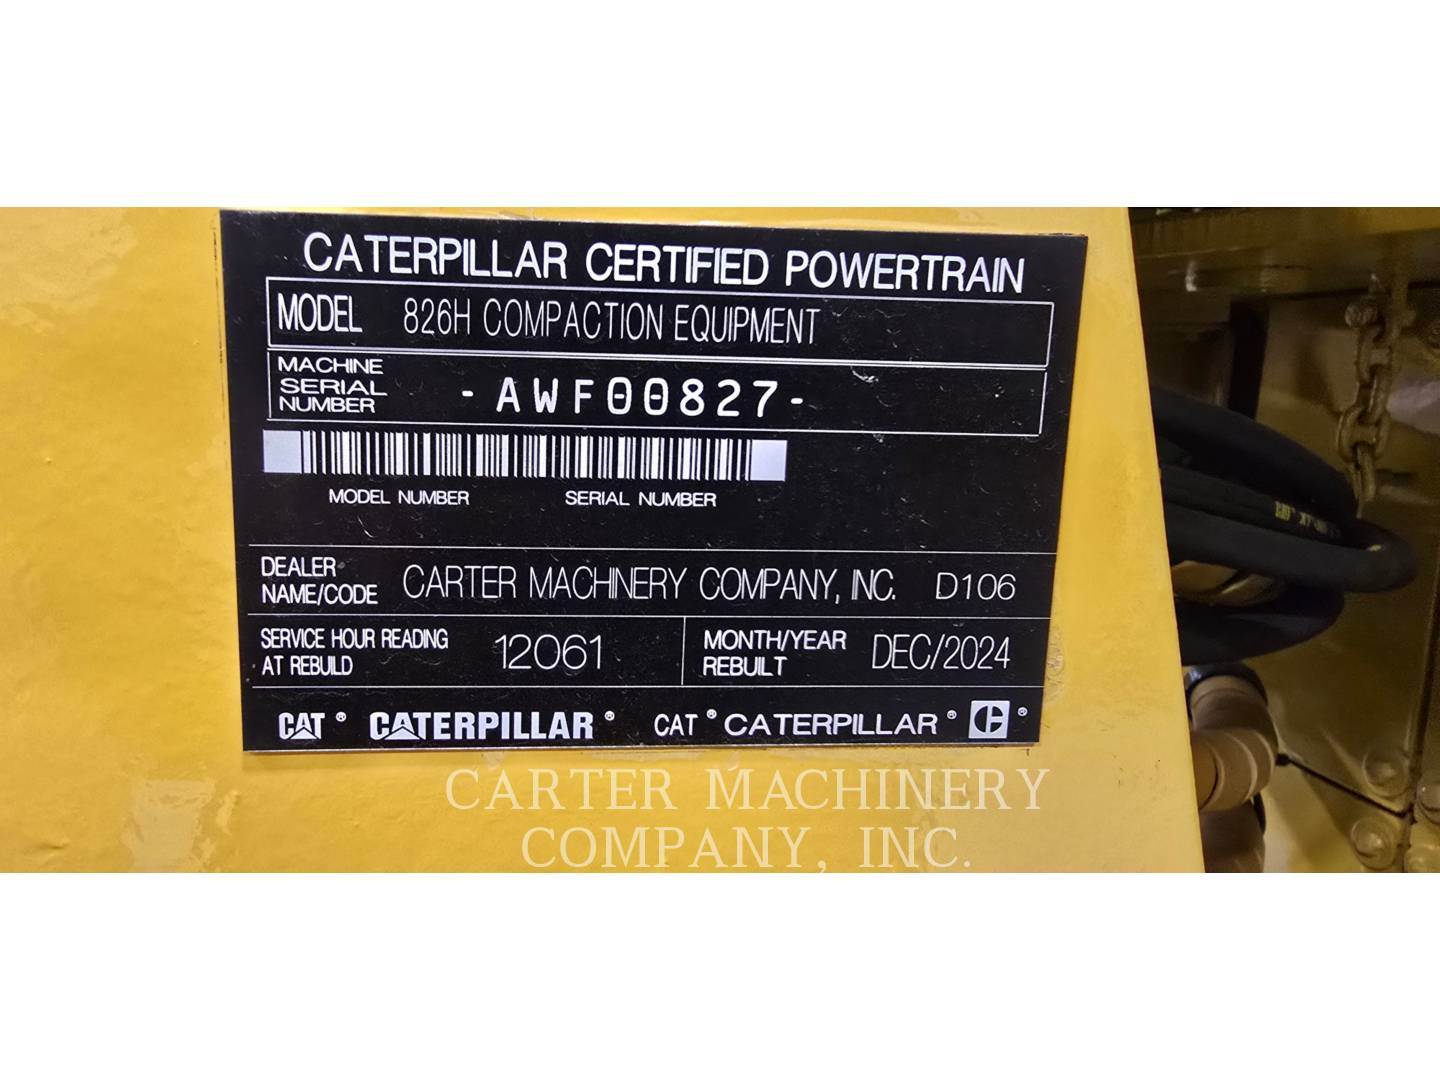 CATERPILLAR CERTIFIED POWERTRAIN
MODEL 826H COMPACTION EQUIPMENT
MACHINE
SERIAL
NUMBER
-AWF00827-
MODEL NUMBER SERIAL NUMBER
DEALER
NAME/CODE
CARTER MACHINERY COMPANY, INC. D106
SERVICE HOUR READING
AT REBUILD
12061
MONTH/YEAR
REBUILT
DEC/2024
CAT® CATERPILLAR® CAT® CATERPILLAR® C®
CARTER MACHINERY
COMPANY, INC.